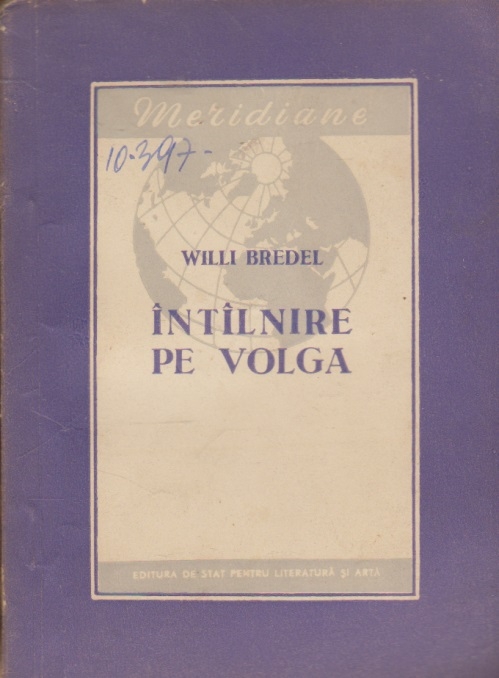 Meridiane
10.397-
WILLI BREDEL
ÎNTÎLNIRE
PE VOLGA
EDITURA DE STAT PENTRU LITERATURĂ ȘI ARTĂ